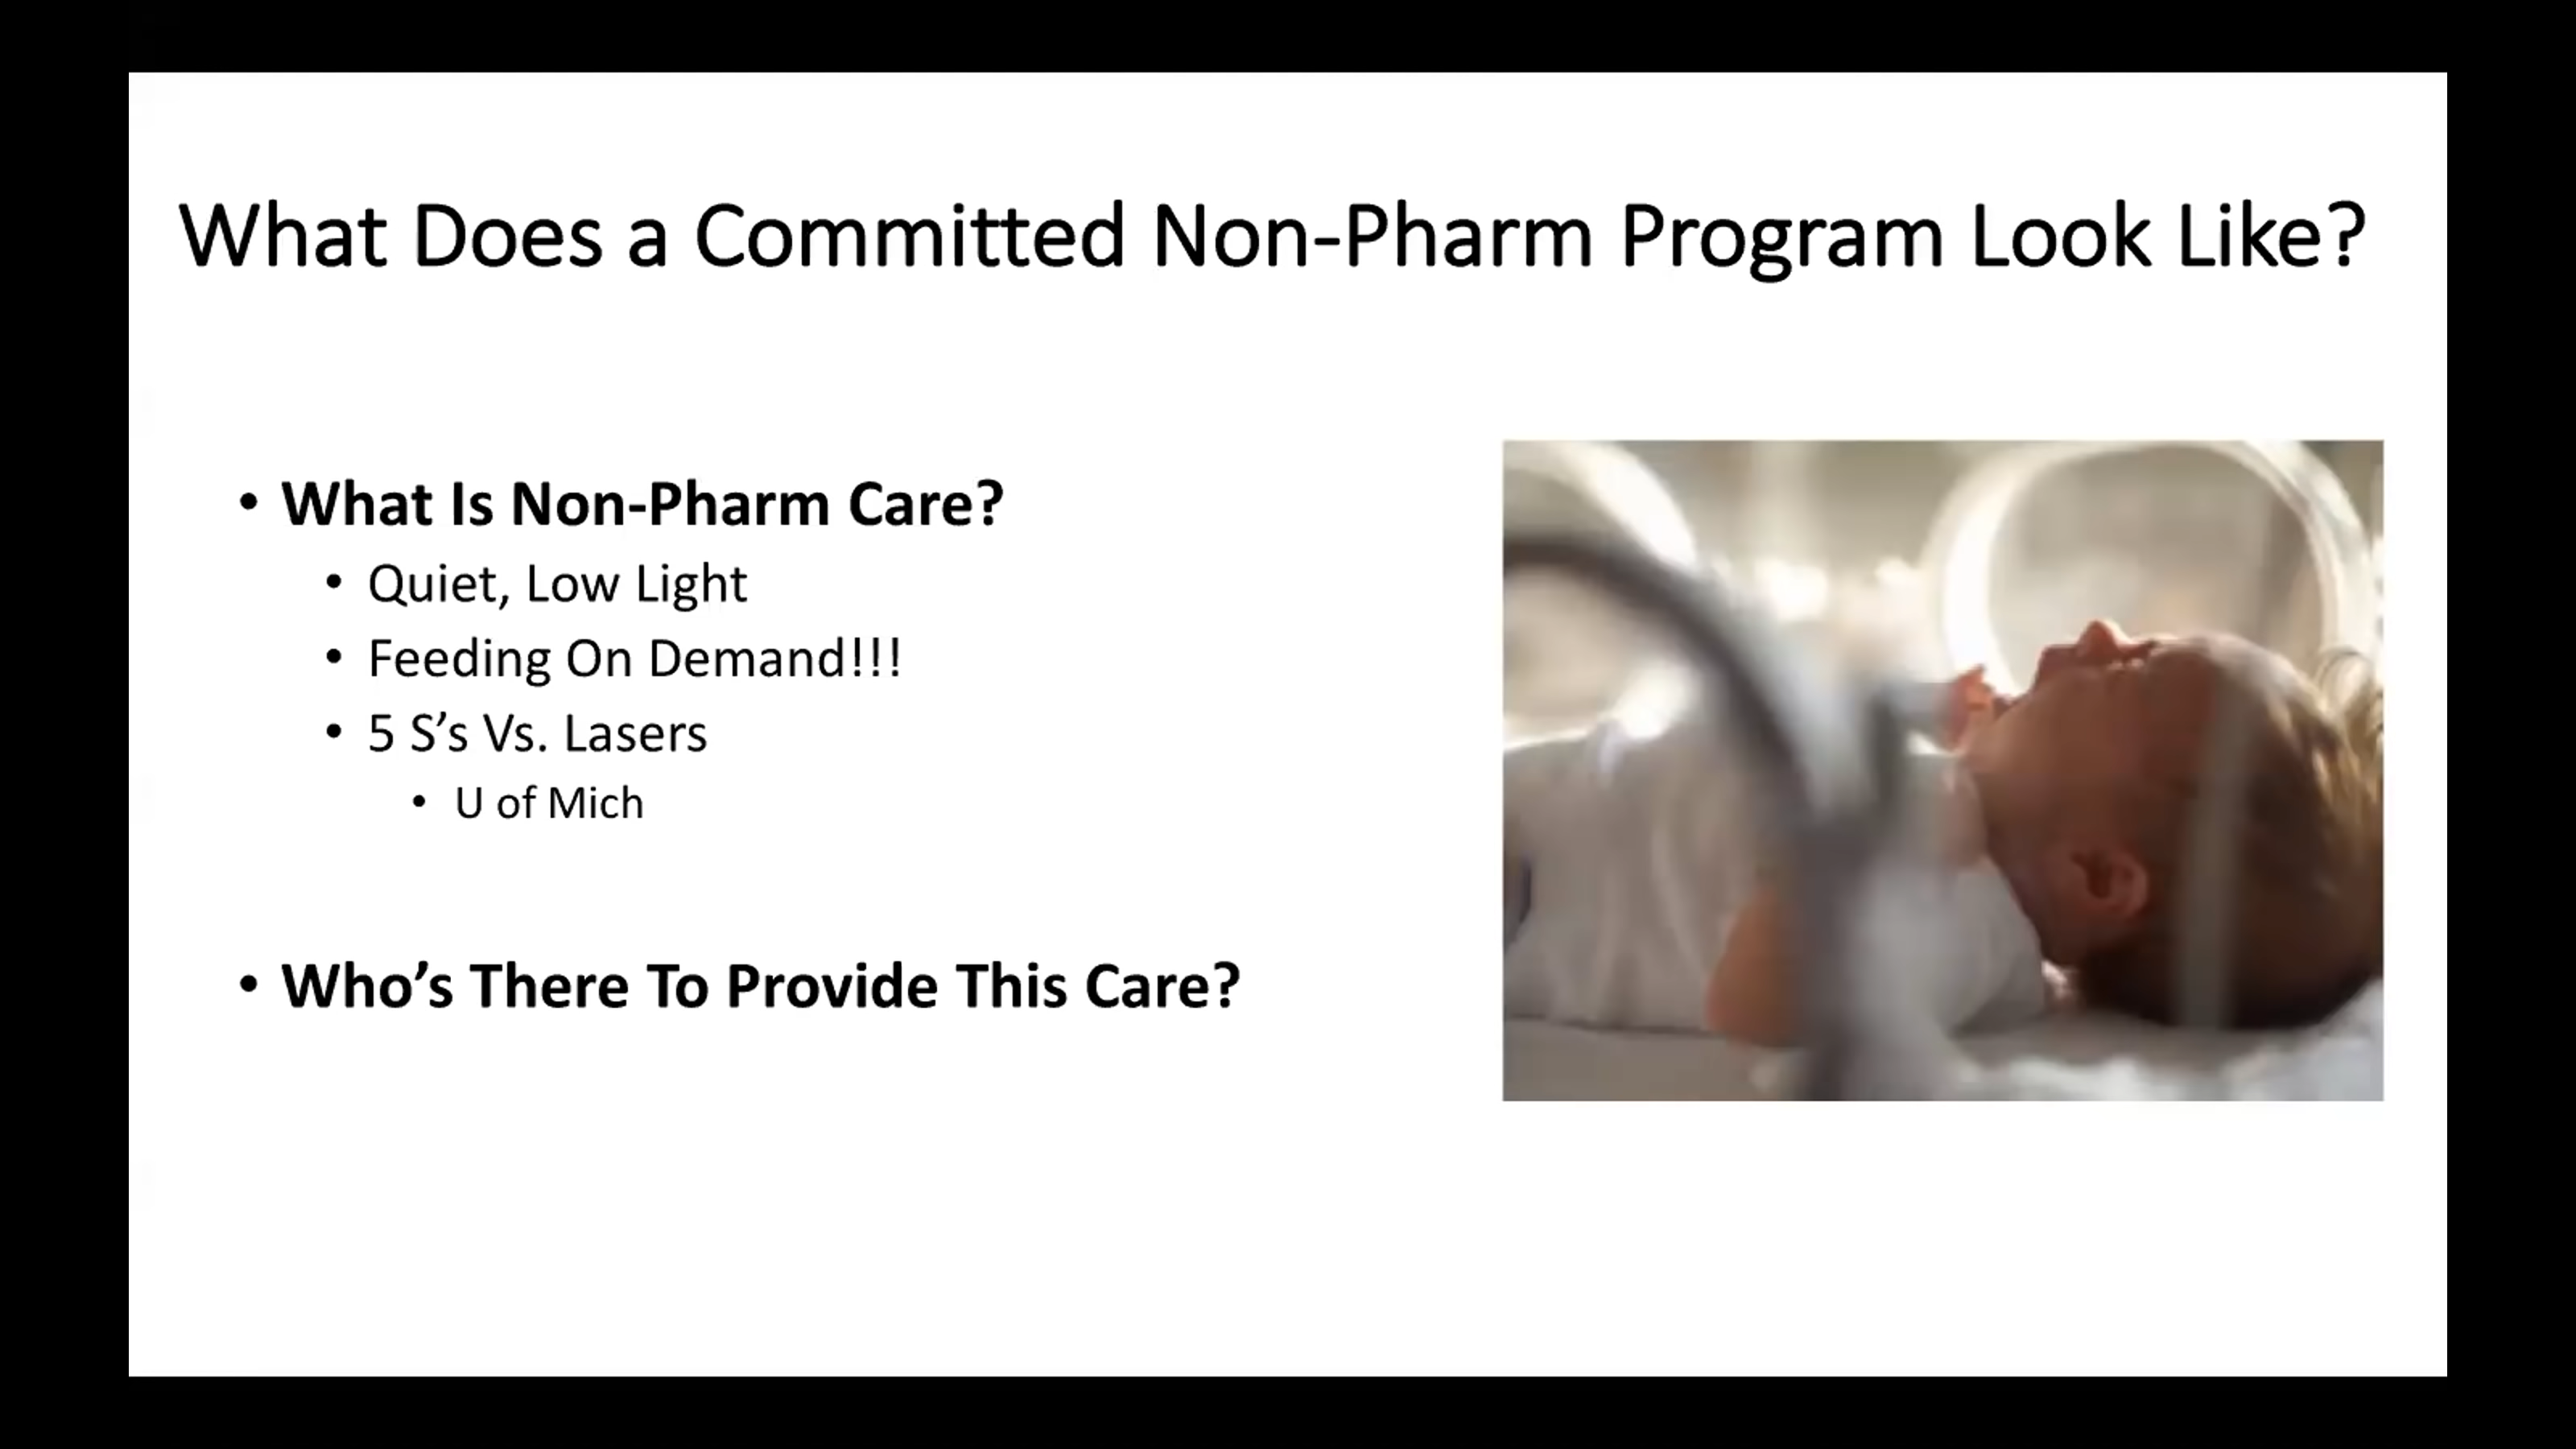 What Does a Committed Non-Pharm Program Look Like?
• What Is Non-Pharm Care?
• Quiet, Low Light
• Feeding On Demand!!!
• 5 S’s Vs. Lasers
• U of Mich
• Who’s There To Provide This Care?